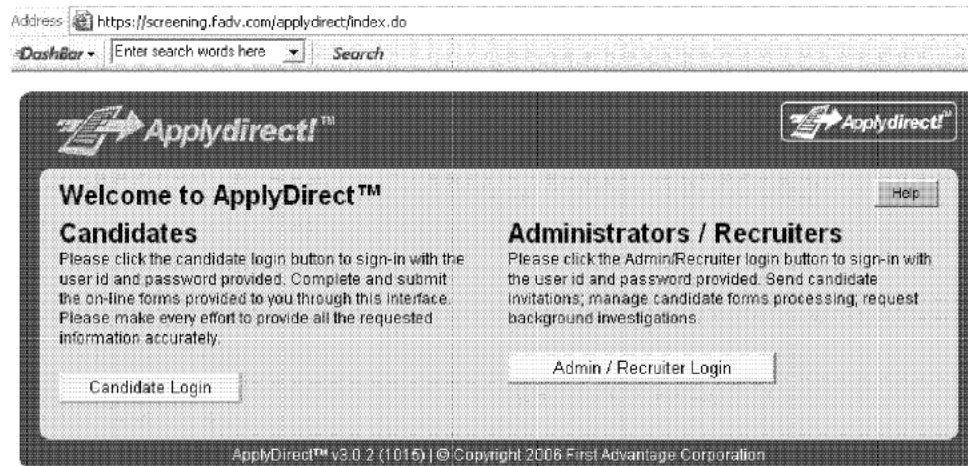 Address https://screening.fadv.com/applydirect/index.do
DashBar Enter search words here Search
Applydirect!™ Applydirect!™
Welcome to ApplyDirect™ Help
Candidates
Please click the candidate login button to sign-in with the
user id and password provided. Complete and submit
the on-line forms provided to you through this interface.
Please make every effort to provide all the requested
information accurately.
Candidate Login
Administrators / Recruiters
Please click the Admin/Recruiter login button to sign-in with
the user id and password provided. Send candidate
invitations; manage candidate forms processing; request
background investigations.
Admin / Recruiter Login
ApplyDirect™ v3.0.2 (1015) | © Copyright 2006 First Advantage Corporation